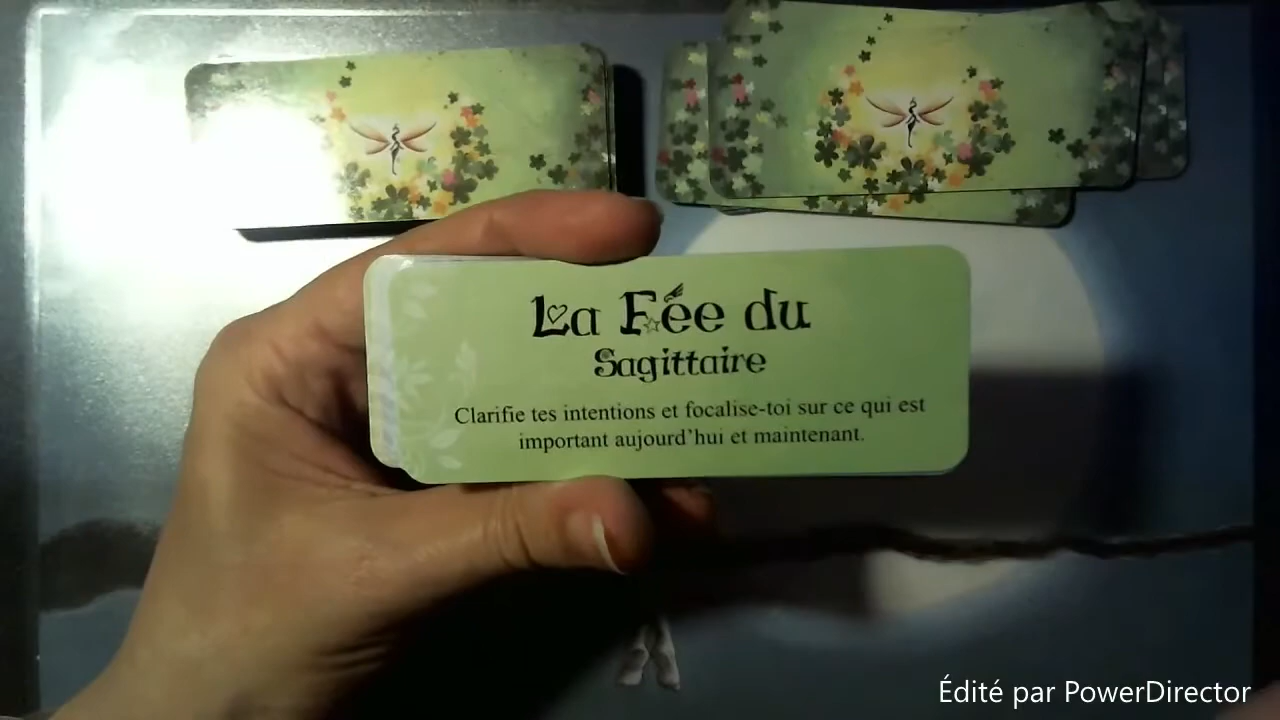 La Fée du
Sagittaire
Clarifie tes intentions et focalise-toi sur ce qui est
important aujourd'hui et maintenant.
Édité par PowerDirector